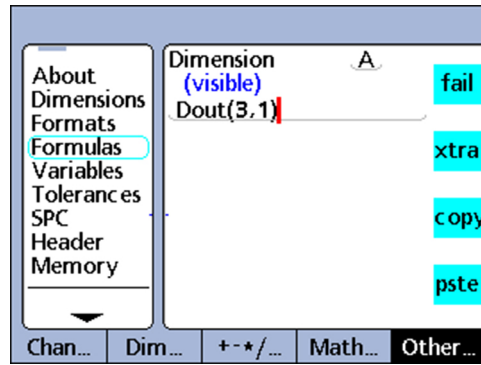 About
Dimensions
Formats
Formulas
Variables
Tolerances
SPC
Header
Memory
Dimension A
(visible)
Dout(3,1)
fail
xtra
copy
pste
Chan... Dim... +-*/... Math... Other...